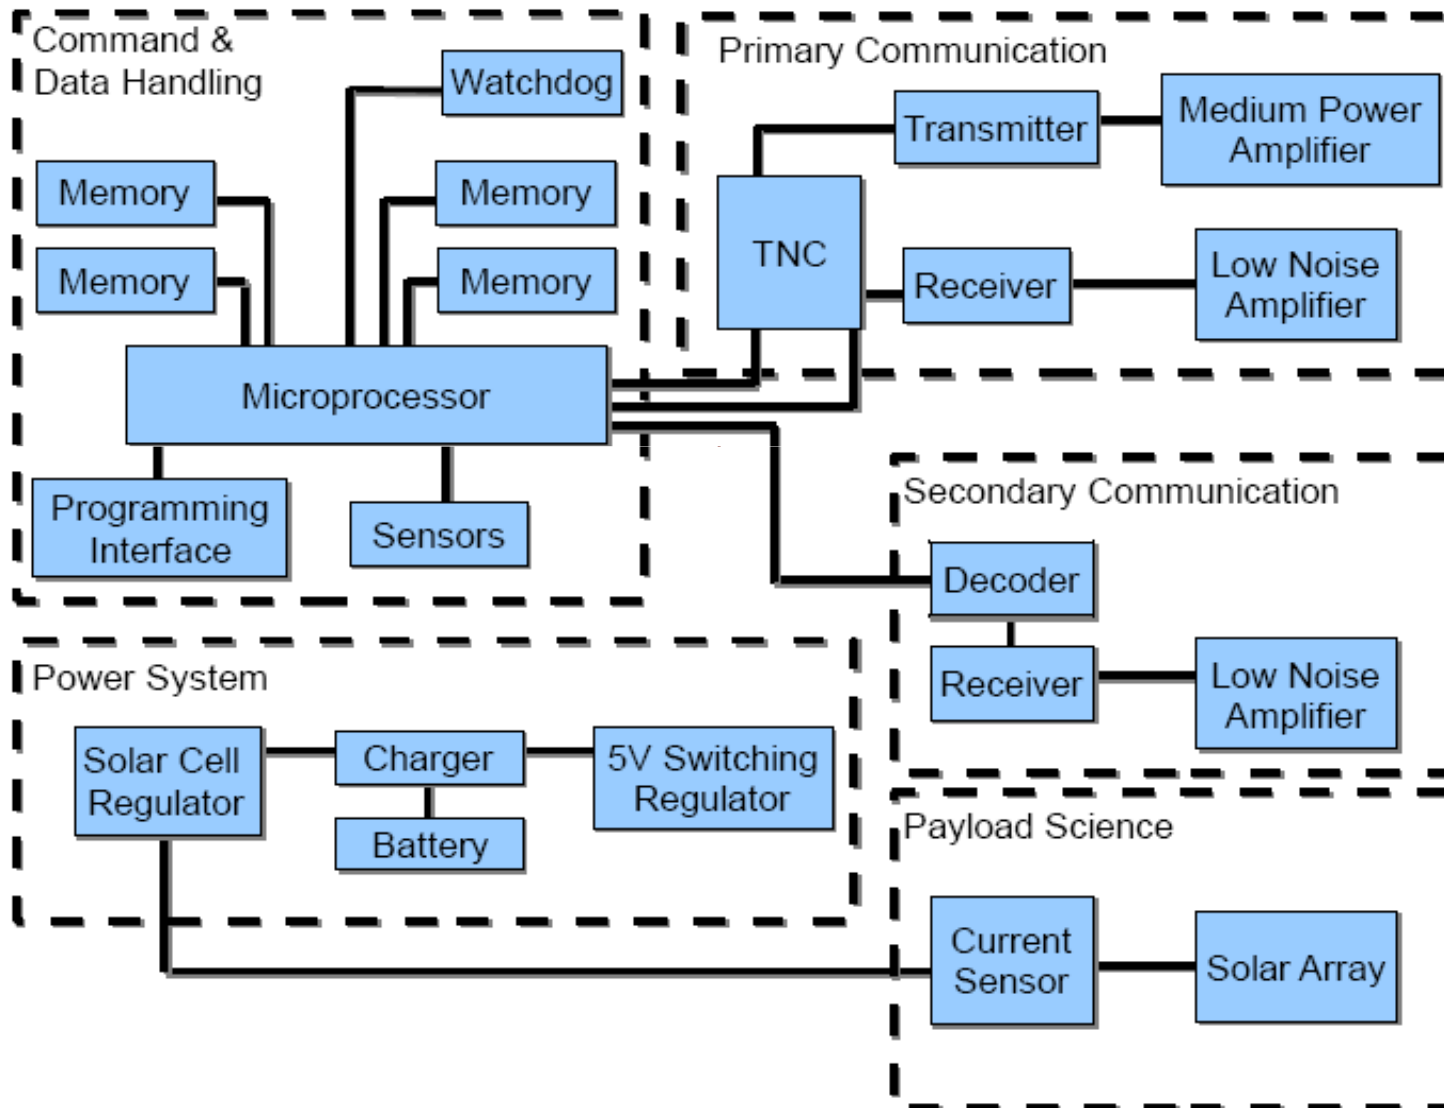 Command &
Data Handling
Watchdog
Memory
Memory
Memory
Memory
Microprocessor
Programming
Interface
Sensors
Primary Communication
Transmitter
Medium Power
Amplifier
TNC
Receiver
Low Noise
Amplifier
Secondary Communication
Decoder
Receiver
Low Noise
Amplifier
Power System
Solar Cell
Regulator
Charger
5V Switching
Regulator
Battery
Payload Science
Current
Sensor
Solar Array